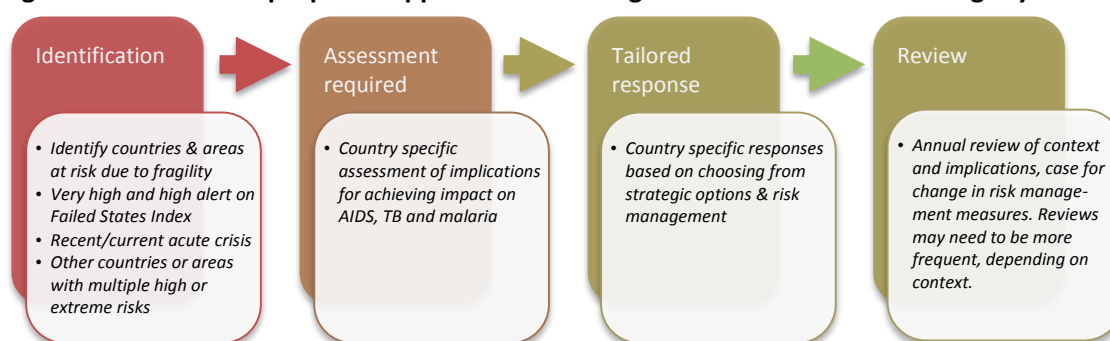 Identification
• Identify countries & areas
at risk due to fragility
• Very high and high alert on
Failed States Index
• Recent/current acute crisis
• Other countries or areas
with multiple high or
extreme risks
Assessment
required
• Country specific
assessment of implications
for achieving impact on
AIDS, TB and malaria
Tailored
response
• Country specific responses
based on choosing from
strategic options & risk
management
Review
• Annual review of context
and implications, case for
change in risk manage-
ment measures. Reviews
may need to be more
frequent, depending on
context.